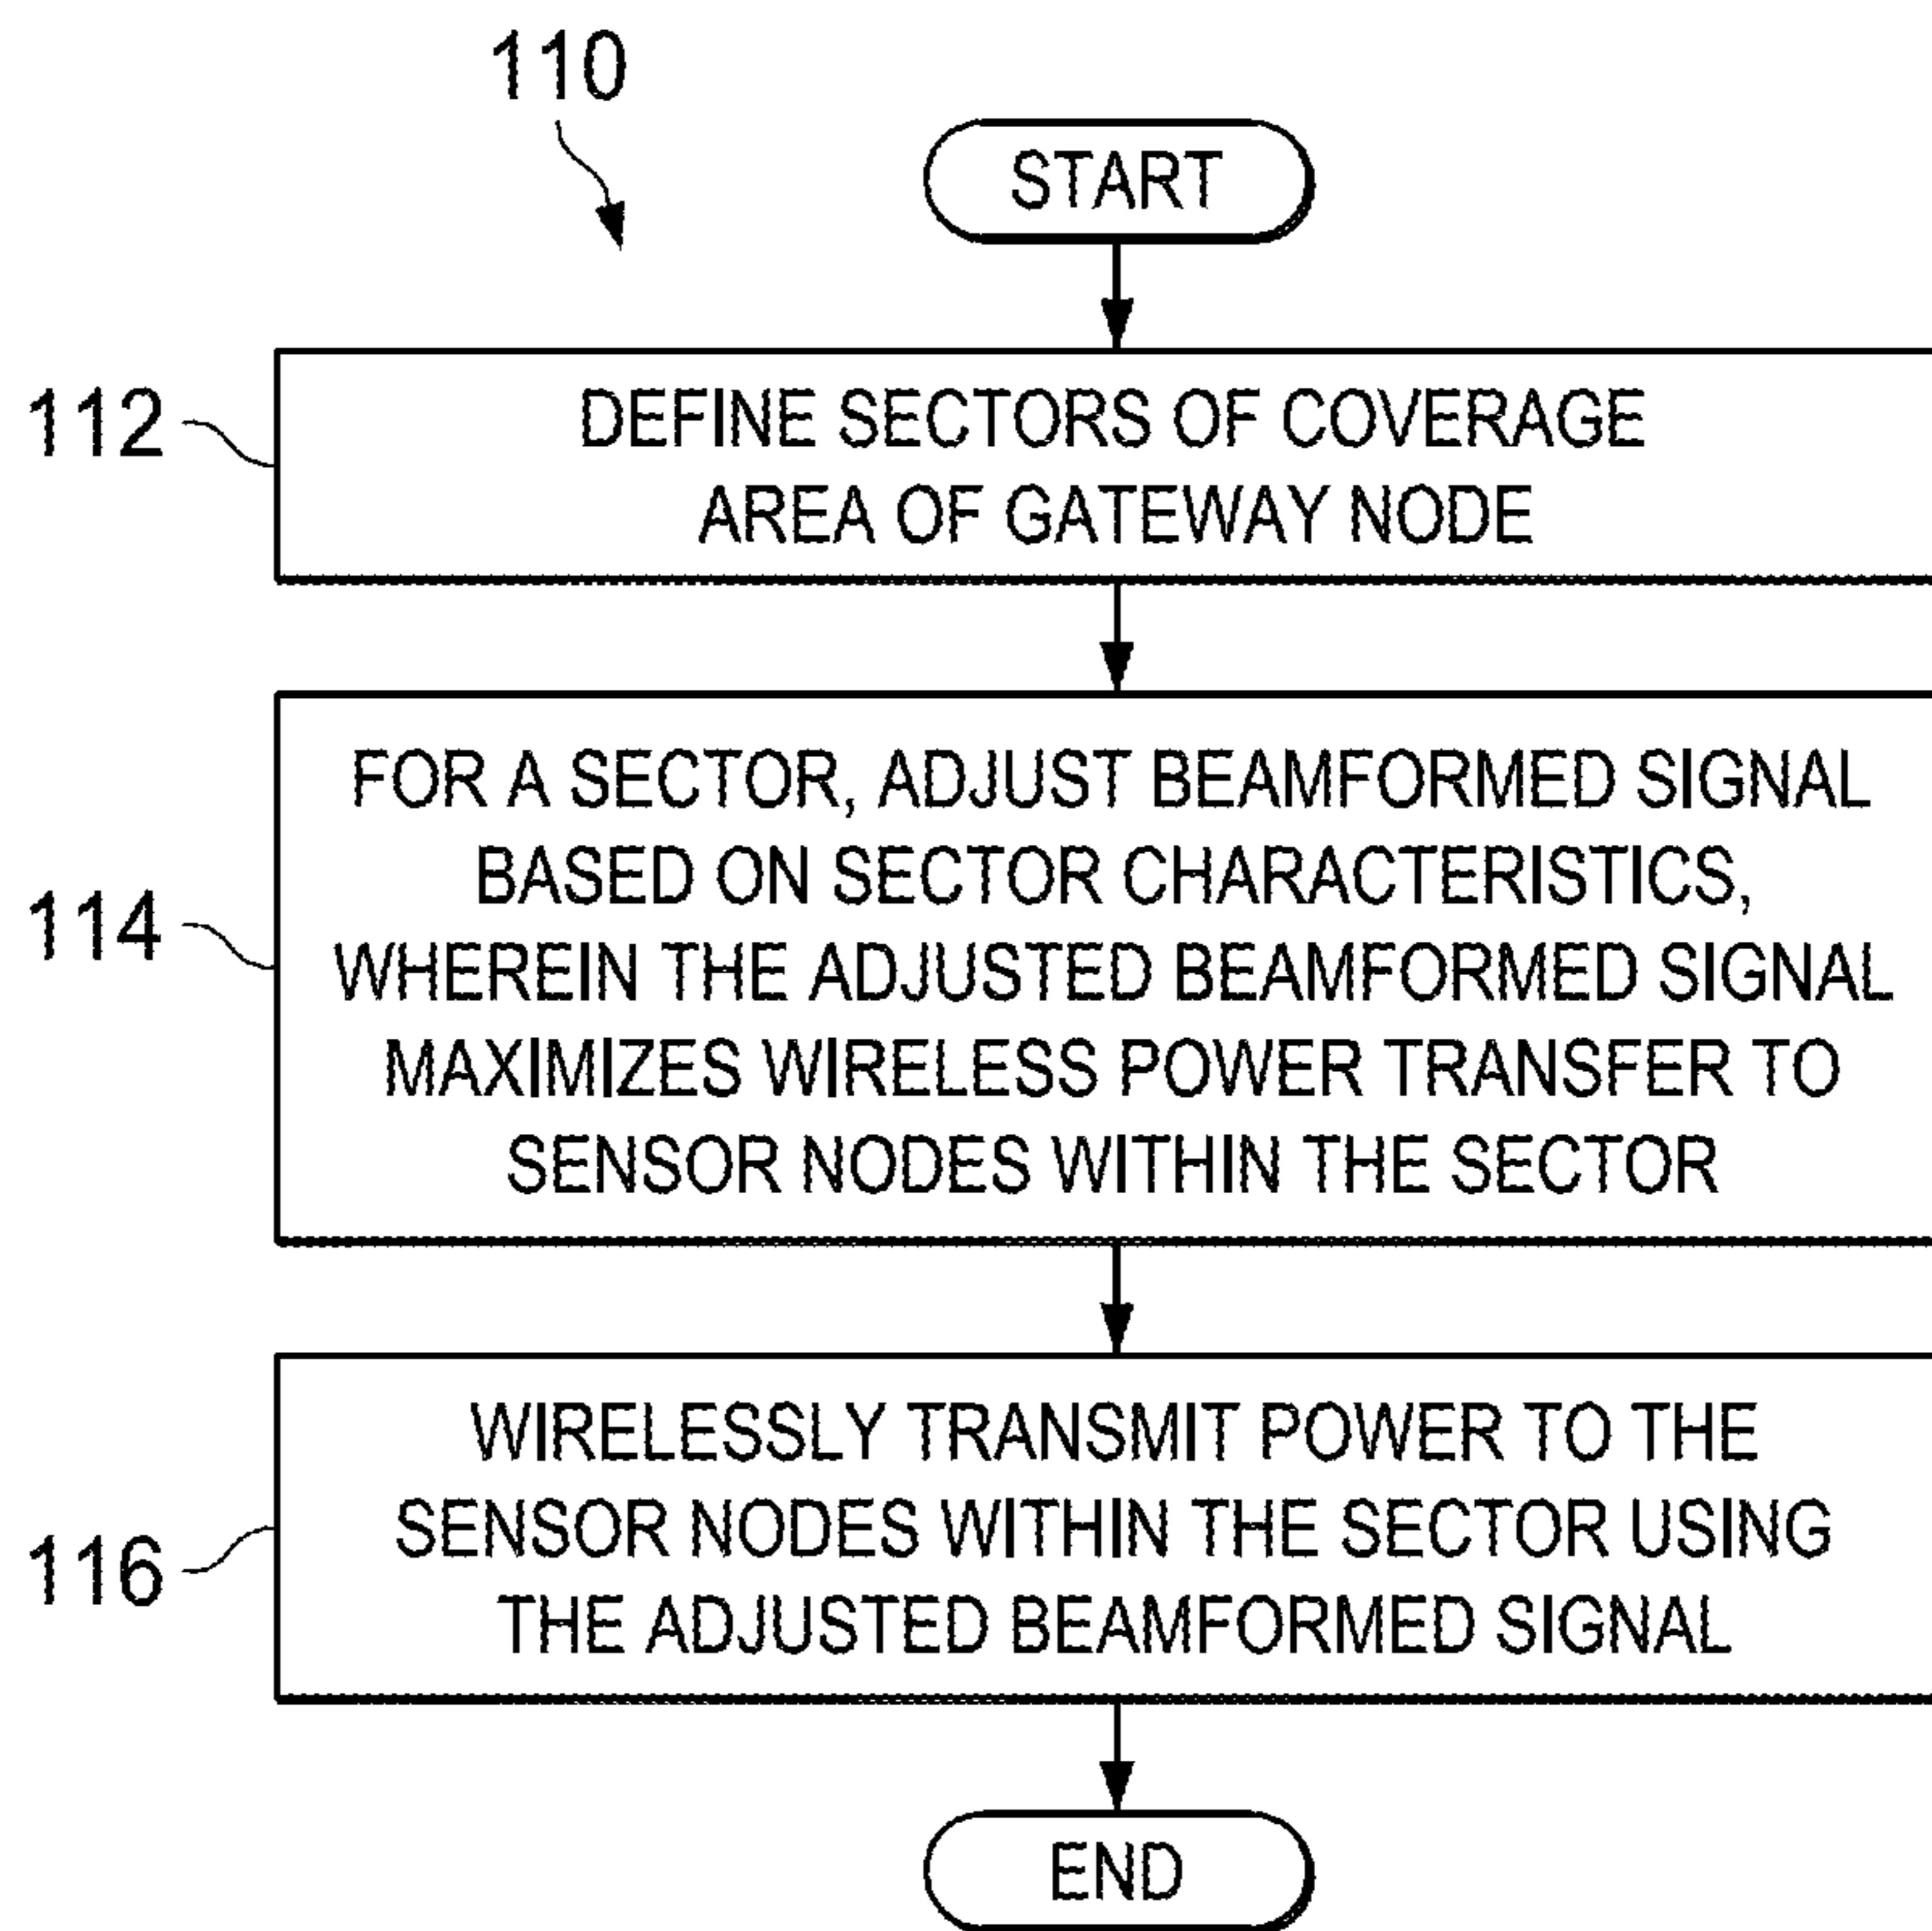 110
START
112
DEFINE SECTORS OF COVERAGE
AREA OF GATEWAY NODE
114
FOR A SECTOR, ADJUST BEAMFORMED SIGNAL
BASED ON SECTOR CHARACTERISTICS,
WHEREIN THE ADJUSTED BEAMFORMED SIGNAL
MAXIMIZES WIRELESS POWER TRANSFER TO
SENSOR NODES WITHIN THE SECTOR
116
WIRELESSLY TRANSMIT POWER TO THE
SENSOR NODES WITHIN THE SECTOR USING
THE ADJUSTED BEAMFORMED SIGNAL
END